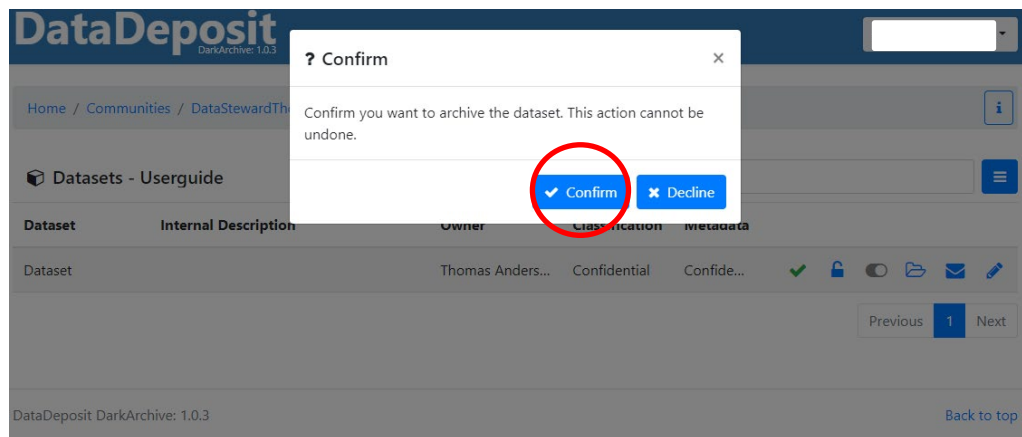 DataDeposit
DarkArchive: 1.0.3
? Confirm ×
Home / Communities / DataStewardTh
Confirm you want to archive the dataset. This action cannot be
undone.
i
Datasets - Userguide
Confirm Decline
Dataset Internal Description Owner Classification Metadata
Dataset Thomas Anders... Confidential Confide...
Previous 1 Next
DataDeposit DarkArchive: 1.0.3 Back to top